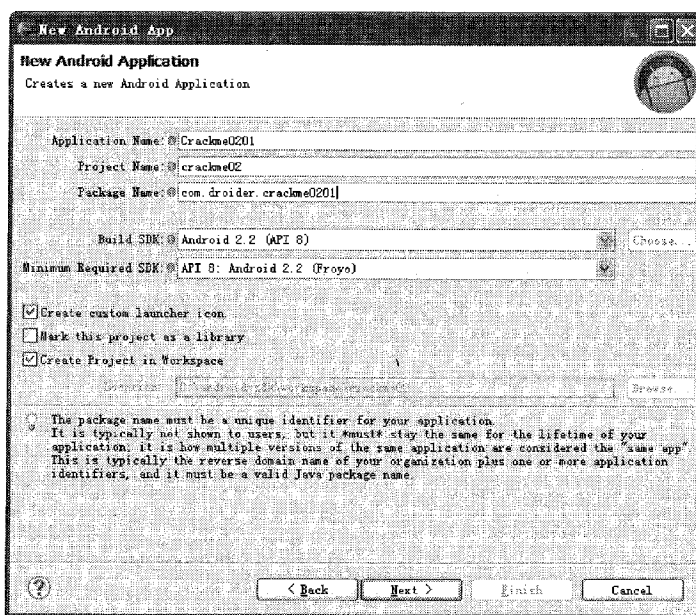 New Android App
New Android Application
Creates a new Android Application
Application Name: Crackme0201
Project Name: crackme02
Package Name: com.droider.crackme0201
Build SDK: Android 2.2 (API 8) Choose...
Minimum Required SDK: API 8: Android 2.2 (Froyo)
Create custom launcher icon
Mark this project as a library
Create Project in Workspace
Browse...
The package name must be a unique identifier for your application.
It is typically not shown to users, but it *must* stay the same for the lifetime of your
application; it is how multiple versions of the same application are considered the "same app".
This is typically the reverse domain name of your organization plus one or more application
identifiers, and it must be a valid Java package name.
?
< Back Next > Finish Cancel